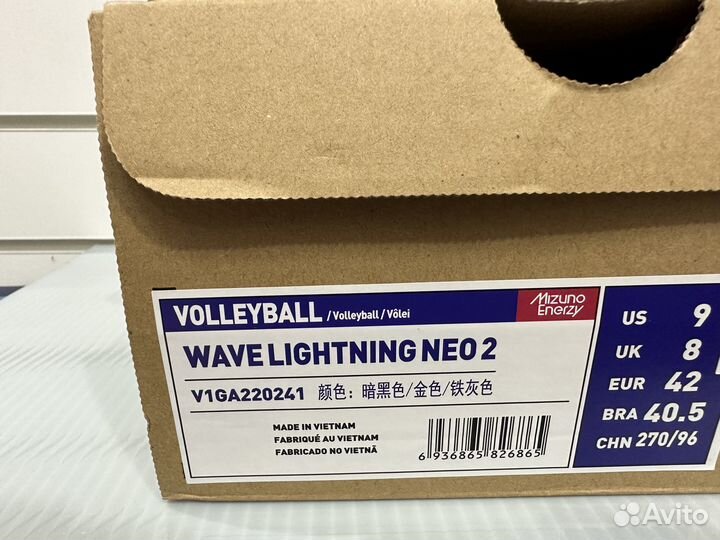 VOLLEYBALL /Volleyball/Vôlei
Mizuno
Enerzy
WAVE LIGHTNING NEO 2
V1GA220241 颜色：暗黑色/金色/铁灰色
MADE IN VIETNAM
FABRIQUÉ AU VIETNAM
FABRICADO NO VIETNÃ
6 936865 826865
US 9
UK 8
EUR 42
BRA 40.5
CHN 270/96
Avito